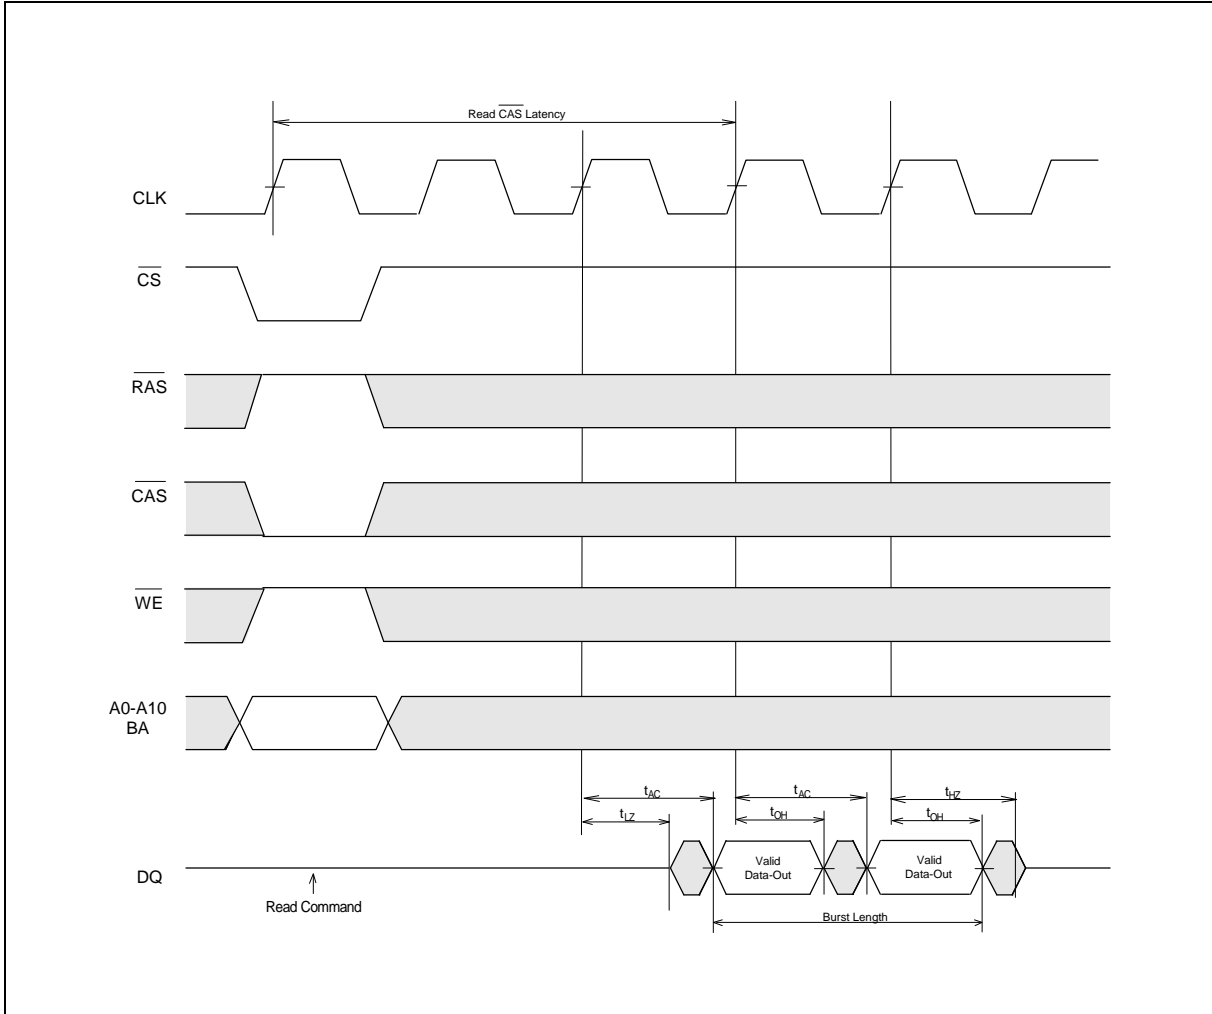 Read CAS Latency
CLK
CS
RAS
CAS
WE
A0-A10
BA
tAC
tAC
tHZ
tLZ
tOH
tOH
DQ
Valid
Data-Out
Valid
Data-Out
Read Command
Burst Length